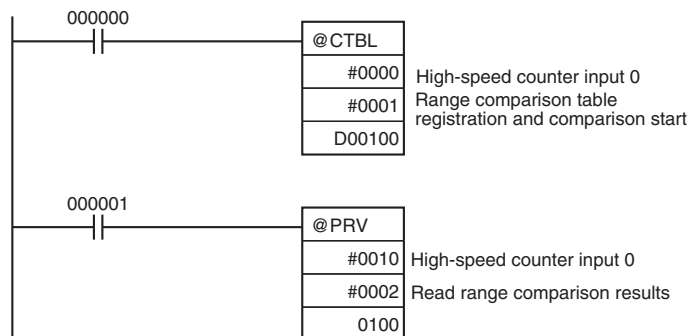 000000
@CTBL
#0000 High-speed counter input 0
#0001 Range comparison table
registration and comparison start
D00100
000001
@PRV
#0010 High-speed counter input 0
#0002 Read range comparison results
0100